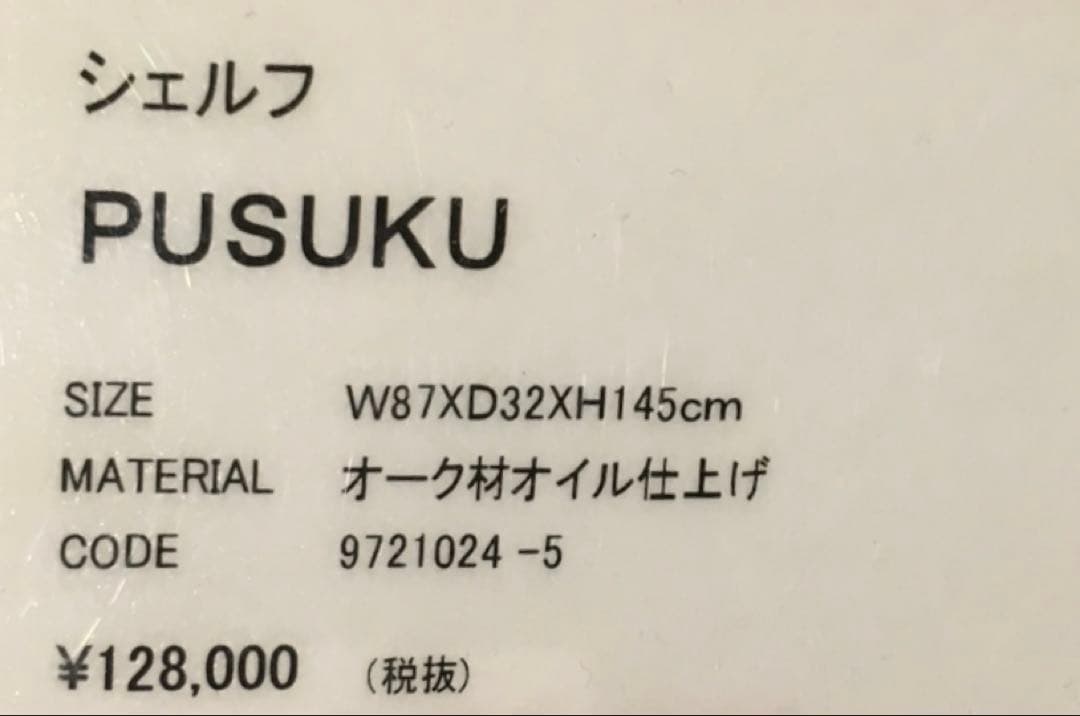 シェルフ
PUSUKU
SIZE W87XD32XH145cm
MATERIAL オーク材オイル仕上げ
CODE 9721024 -5
¥128,000 (税抜)